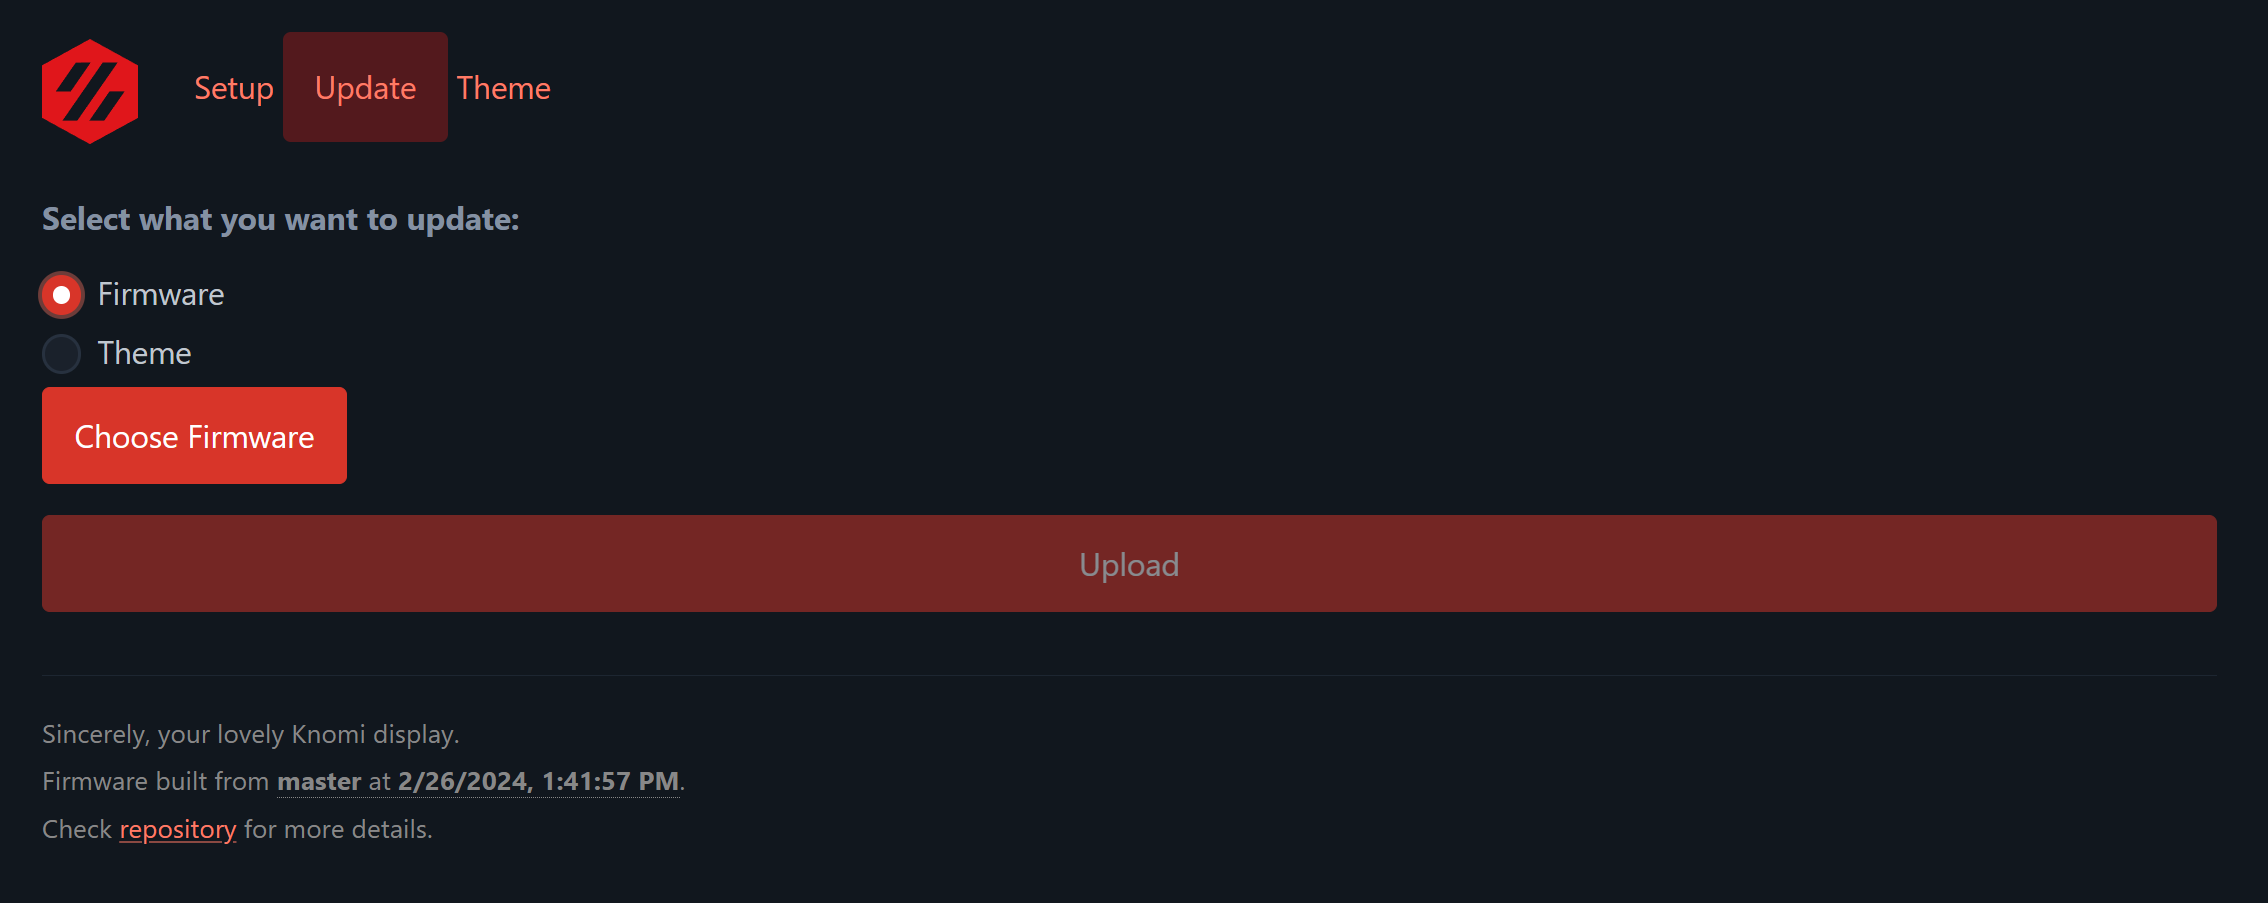 Setup Update Theme
Select what you want to update:
Firmware
Theme
Choose Firmware
Upload
Sincerely, your lovely Knomi display.
Firmware built from master at 2/26/2024, 1:41:57 PM.
Check repository for more details.